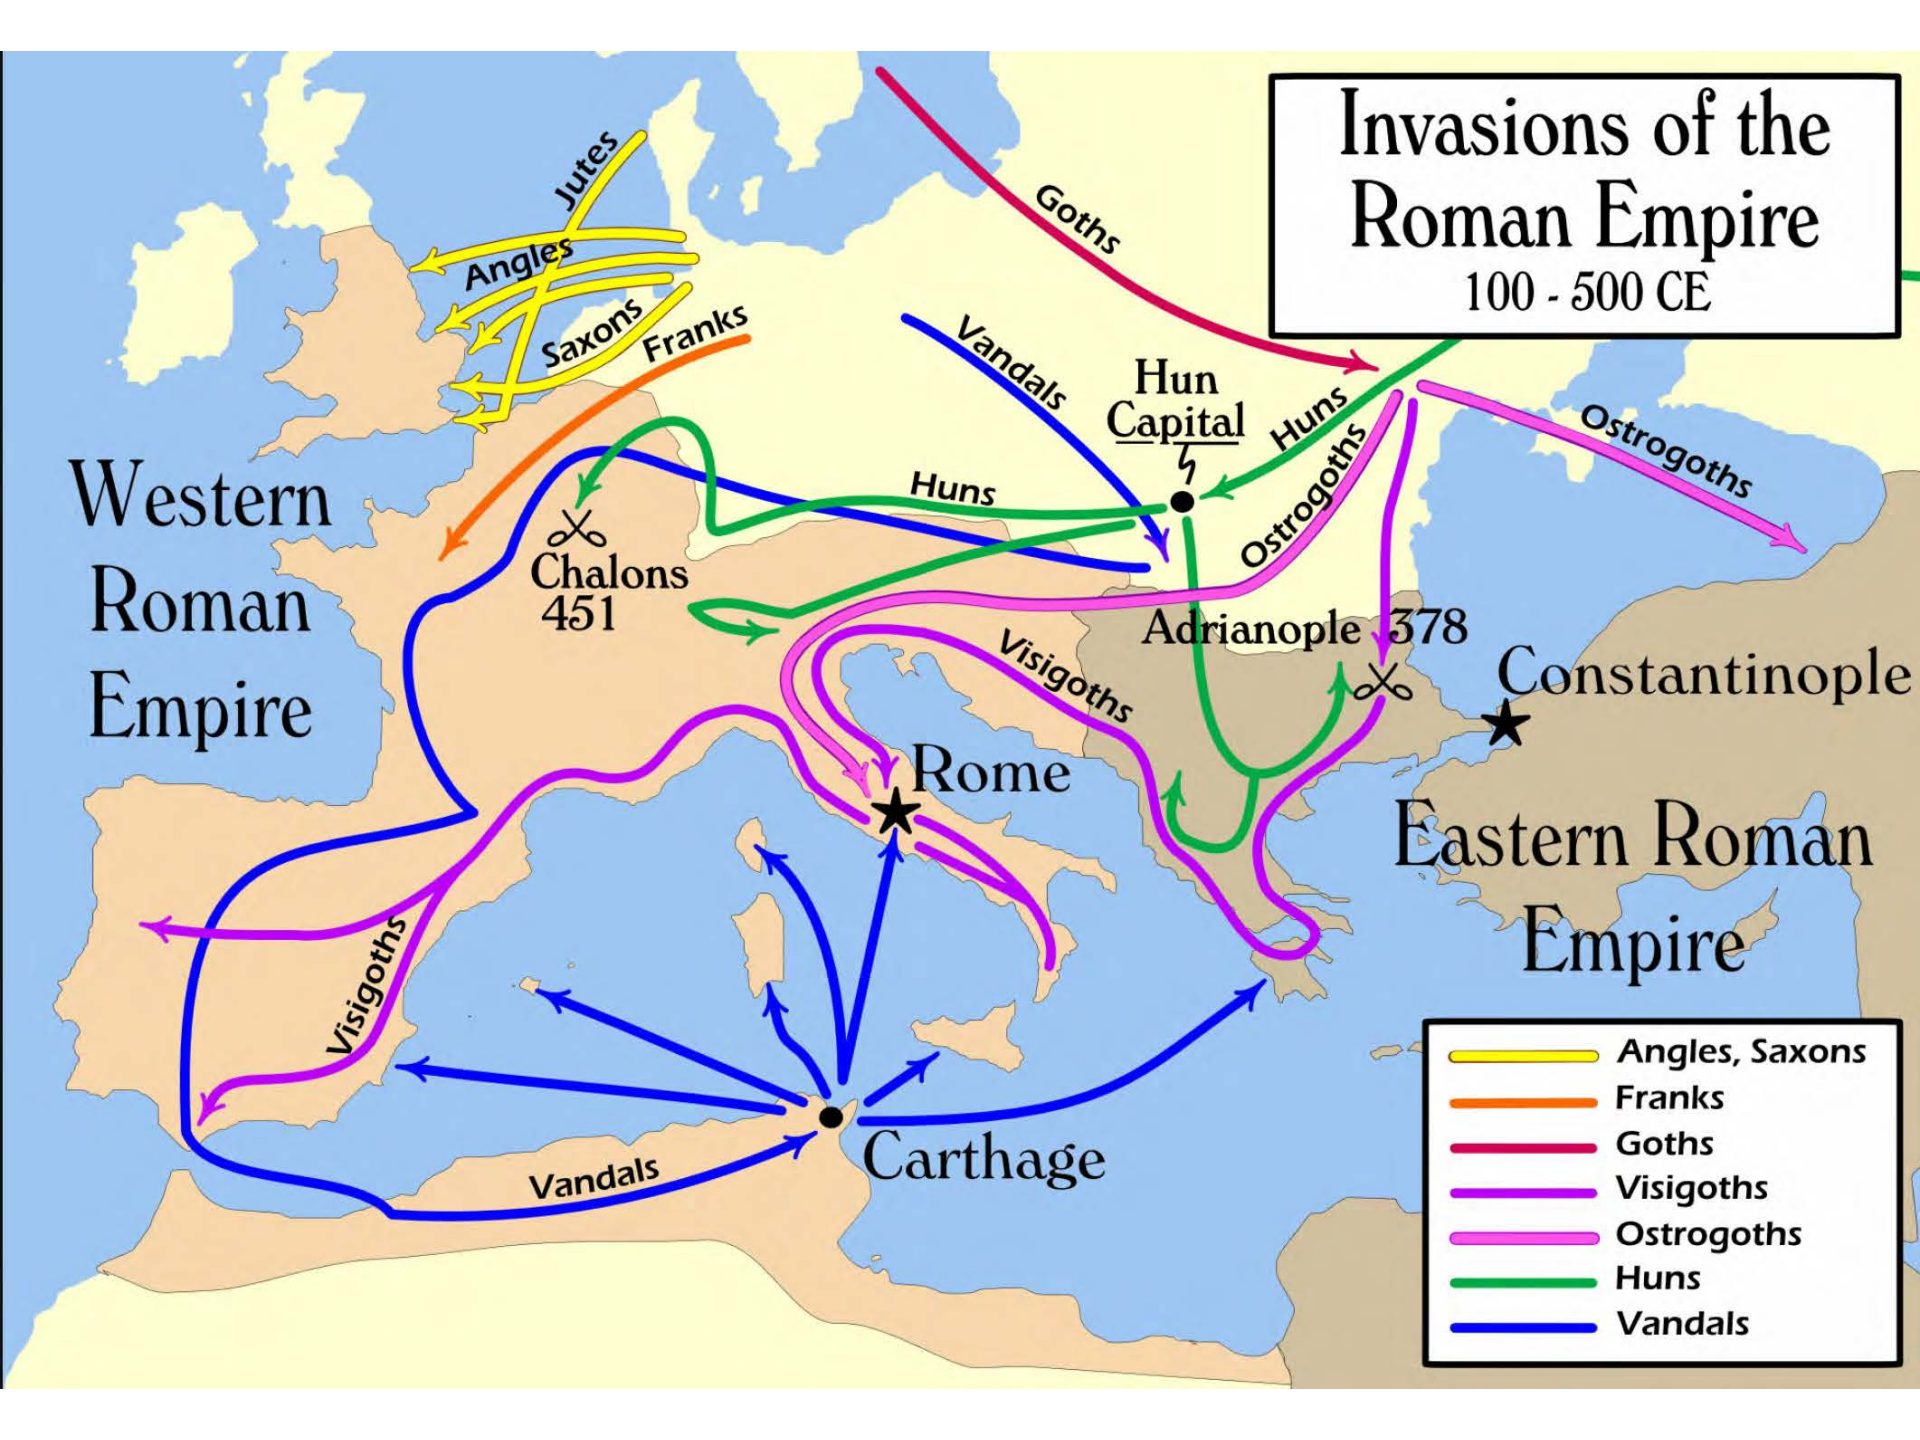 Invasions of the
Roman Empire
100 - 500 CE
Jutes
Angles
Saxons
Franks
Goths
Vandals
Hun
Capital
Huns
Ostrogoths
Ostrogoths
Huns
Western
Roman
Empire
Chalons
451
Adrianople 378
Constantinople
Visigoths
Rome
Eastern Roman
Empire
Visigoths
Carthage
Vandals
Angles, Saxons
Franks
Goths
Visigoths
Ostrogoths
Huns
Vandals